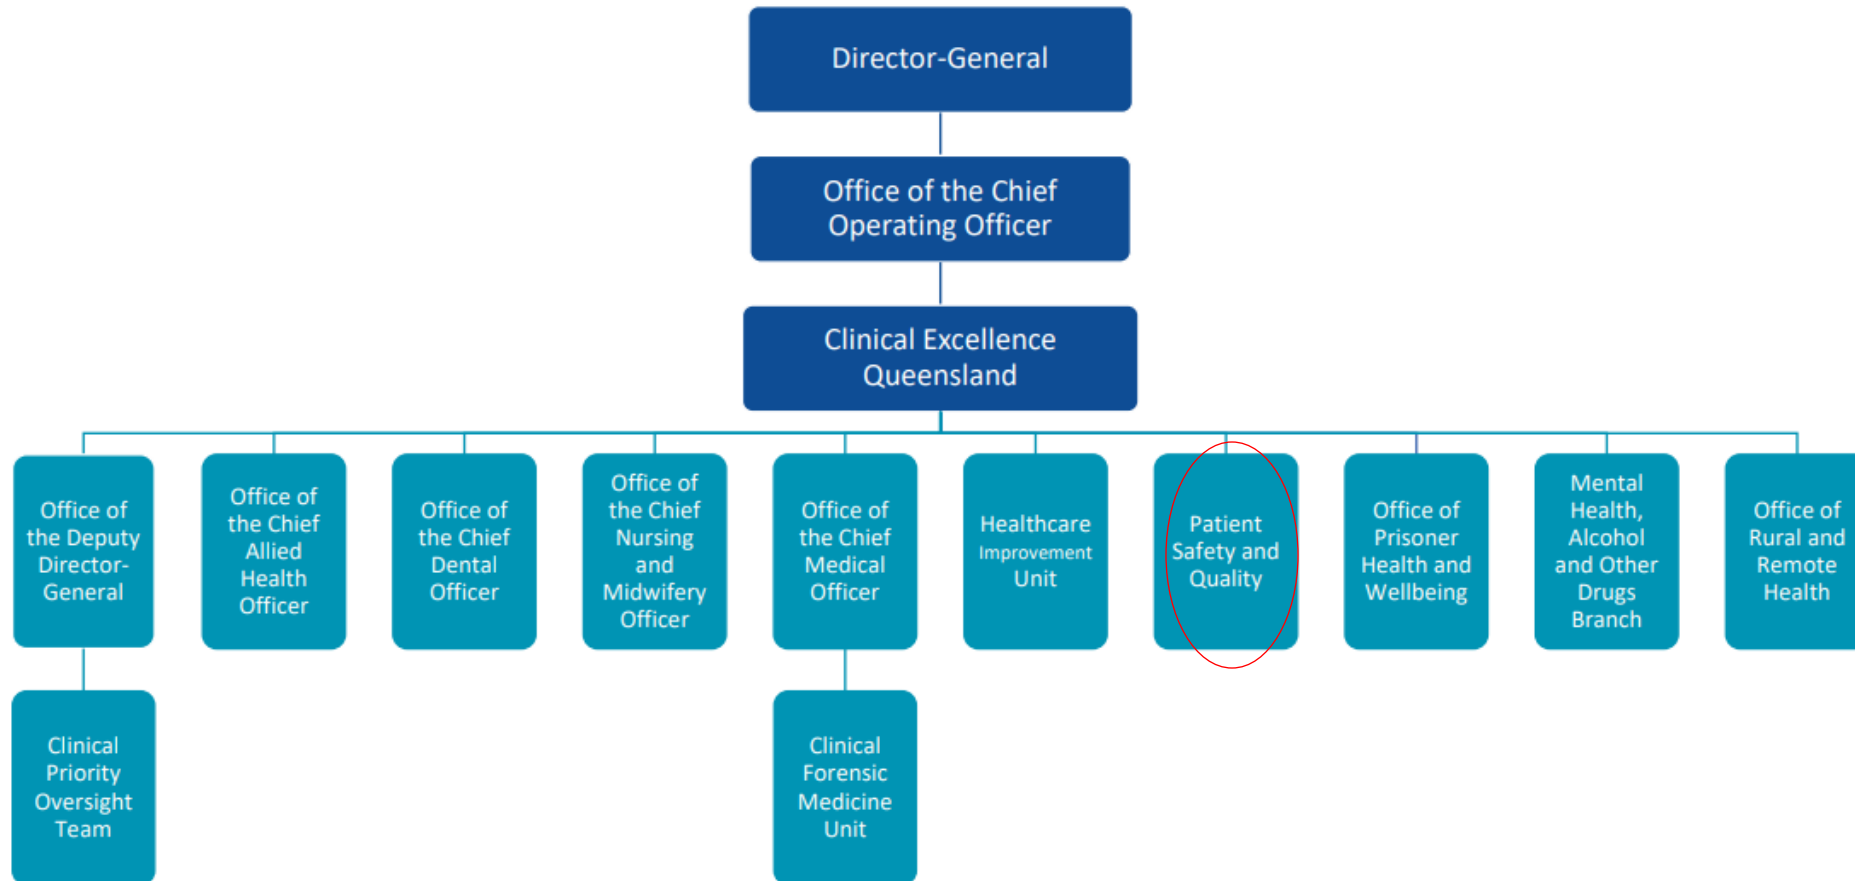 Director-General
Office of the Chief
Operating Officer
Clinical Excellence
Queensland
Office of
the Deputy
Director-
General
Office of
the Chief
Allied
Health
Officer
Office of
the Chief
Dental
Officer
Office of
the Chief
Nursing
and
Midwifery
Officer
Office of
the Chief
Medical
Officer
Healthcare
Improvement
Unit
Patient
Safety and
Quality
Office of
Prisoner
Health and
Wellbeing
Mental
Health,
Alcohol
and Other
Drugs
Branch
Office of
Rural and
Remote
Health
Clinical
Priority
Oversight
Team
Clinical
Forensic
Medicine
Unit